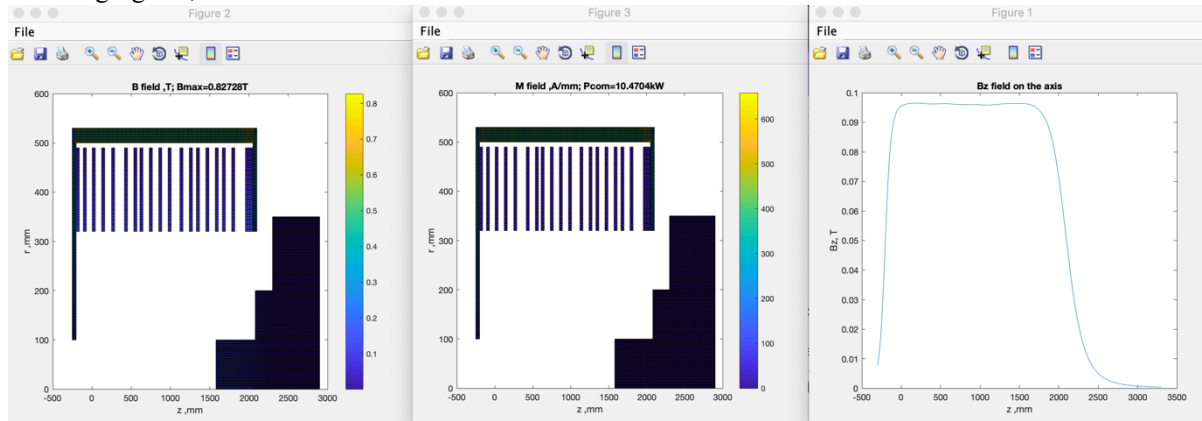 Figure 2
File
B field ,T; Bmax=0.82728T
600
500
400
300
200
100
0
r ,mm
-500 0 500 1000 1500 2000 2500 3000
z ,mm
0.8
0.7
0.6
0.5
0.4
0.3
0.2
0.1
Figure 3
File
M field ,A/mm; Pcom=10.4704kW
600
500
400
300
200
100
0
r ,mm
-500 0 500 1000 1500 2000 2500 3000
z ,mm
600
500
400
300
200
100
0
Figure 1
File
Bz field on the axis
0.1
0.09
0.08
0.07
0.06
0.05
0.04
0.03
0.02
0.01
0
Bz, T
-500 0 500 1000 1500 2000 2500 3000 3500
z ,mm